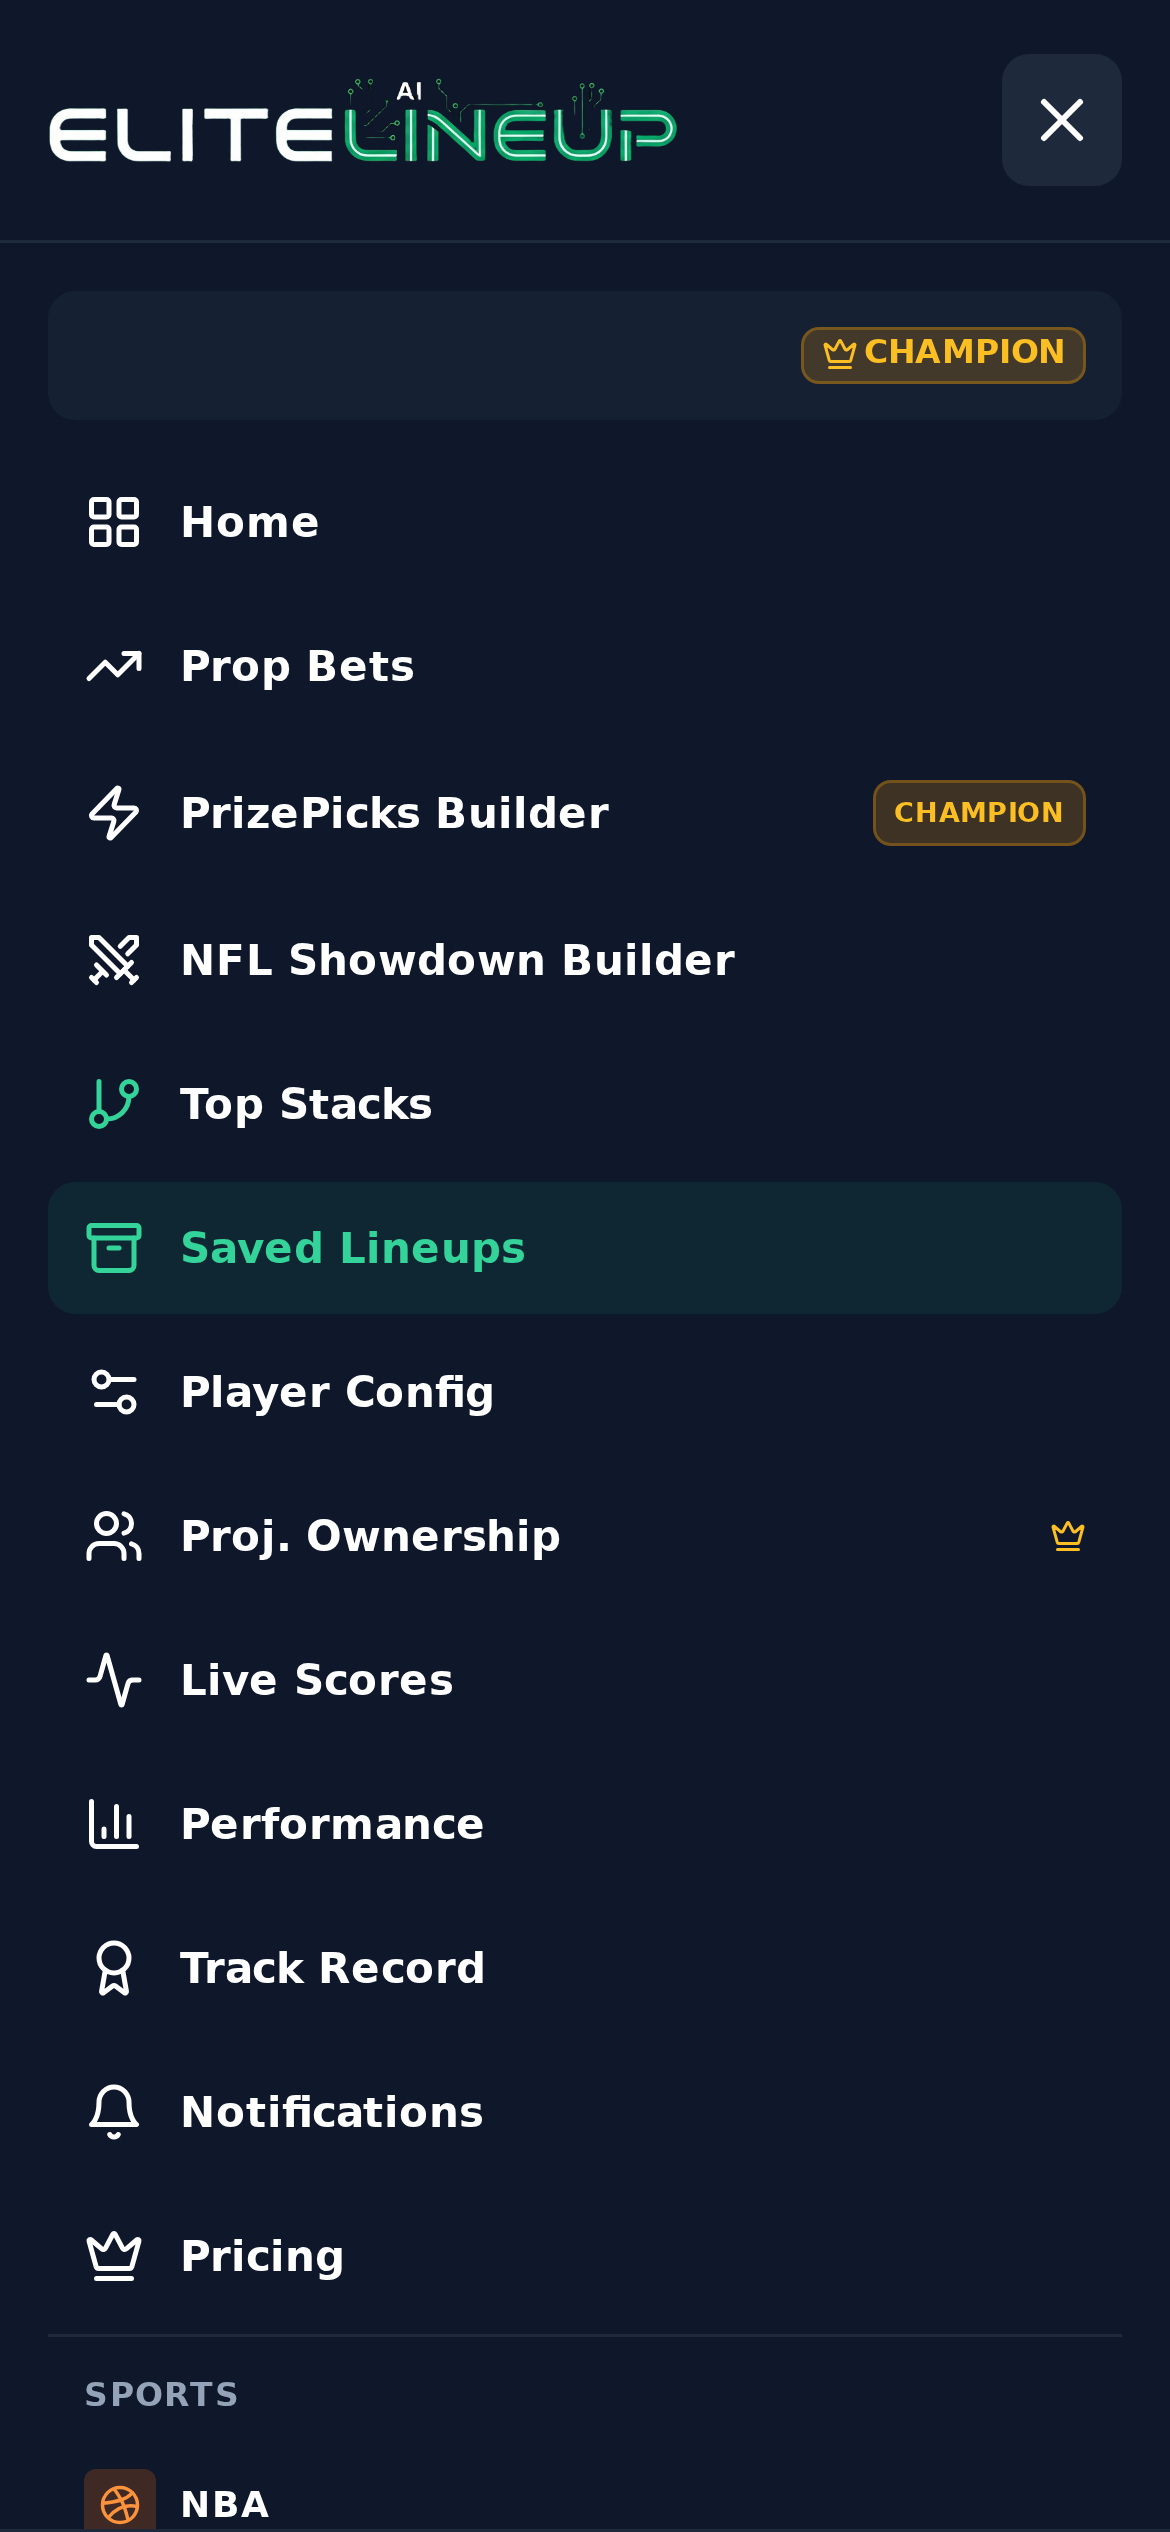 AI
ELITELINEUP
CHAMPION
Home
Prop Bets
PrizePicks Builder
CHAMPION
NFL Showdown Builder
Top Stacks
Saved Lineups
Player Config
Proj. Ownership
Live Scores
Performance
Track Record
Notifications
Pricing
SPORTS
NBA